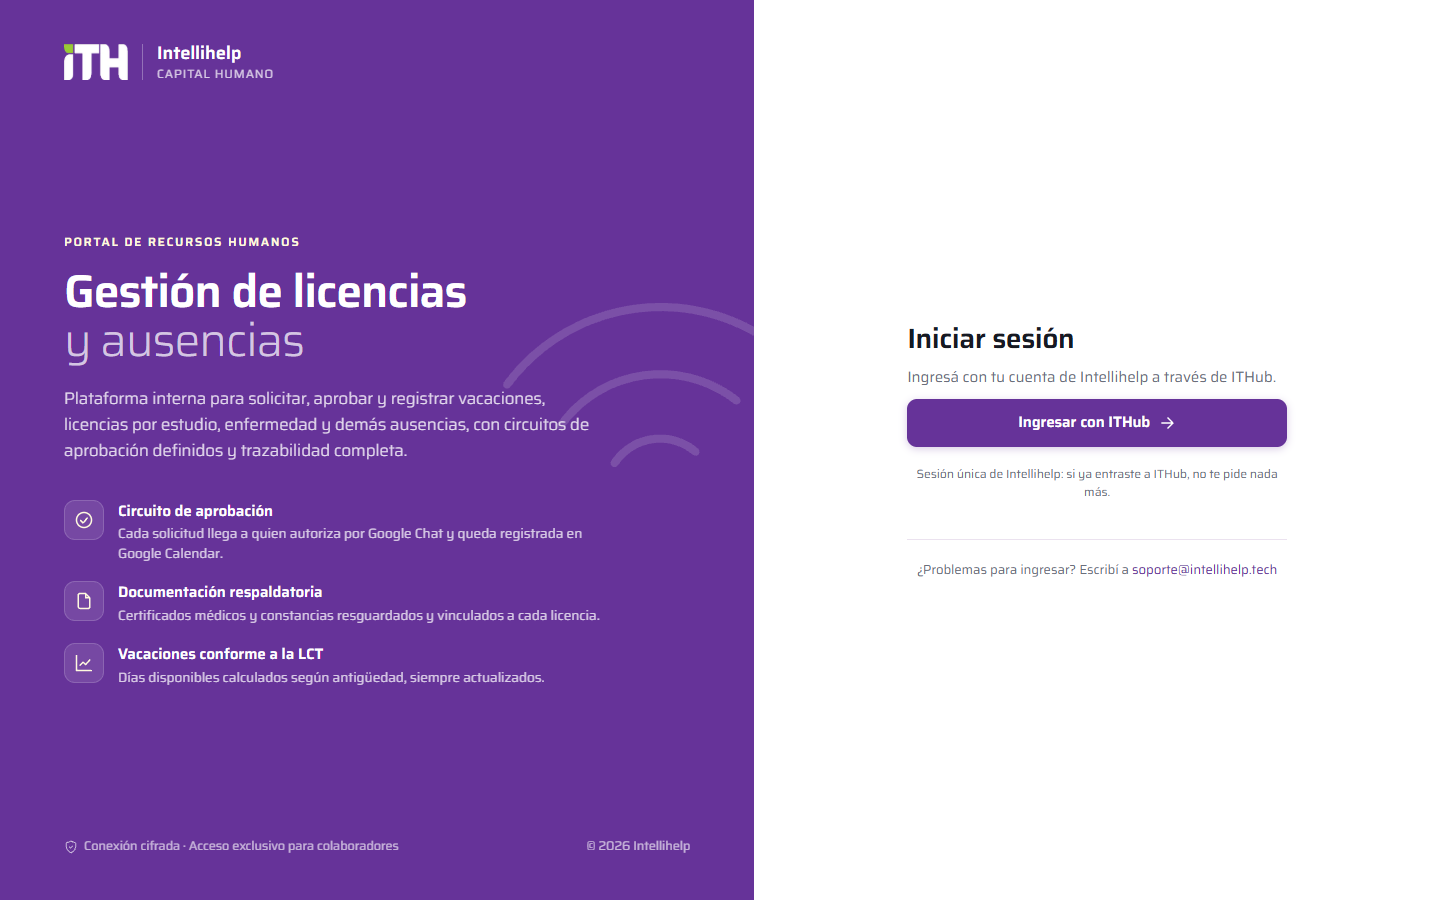 iTH
Intellihelp
CAPITAL HUMANO
PORTAL DE RECURSOS HUMANOS
Gestión de licencias
y ausencias
Plataforma interna para solicitar, aprobar y registrar vacaciones,
licencias por estudio, enfermedad y demás ausencias, con circuitos de
aprobación definidos y trazabilidad completa.
Circuito de aprobación
Cada solicitud llega a quien autoriza por Google Chat y queda registrada en
Google Calendar.
Documentación respaldatoria
Certificados médicos y constancias resguardados y vinculados a cada licencia.
Vacaciones conforme a la LCT
Días disponibles calculados según antigüedad, siempre actualizados.
Conexión cifrada · Acceso exclusivo para colaboradores
© 2026 Intellihelp
Iniciar sesión
Ingresá con tu cuenta de Intellihelp a través de ITHub.
Ingresar con ITHub
Sesión única de Intellihelp: si ya entraste a ITHub, no te pide nada
más.
¿Problemas para ingresar? Escribí a soporte@intellihelp.tech